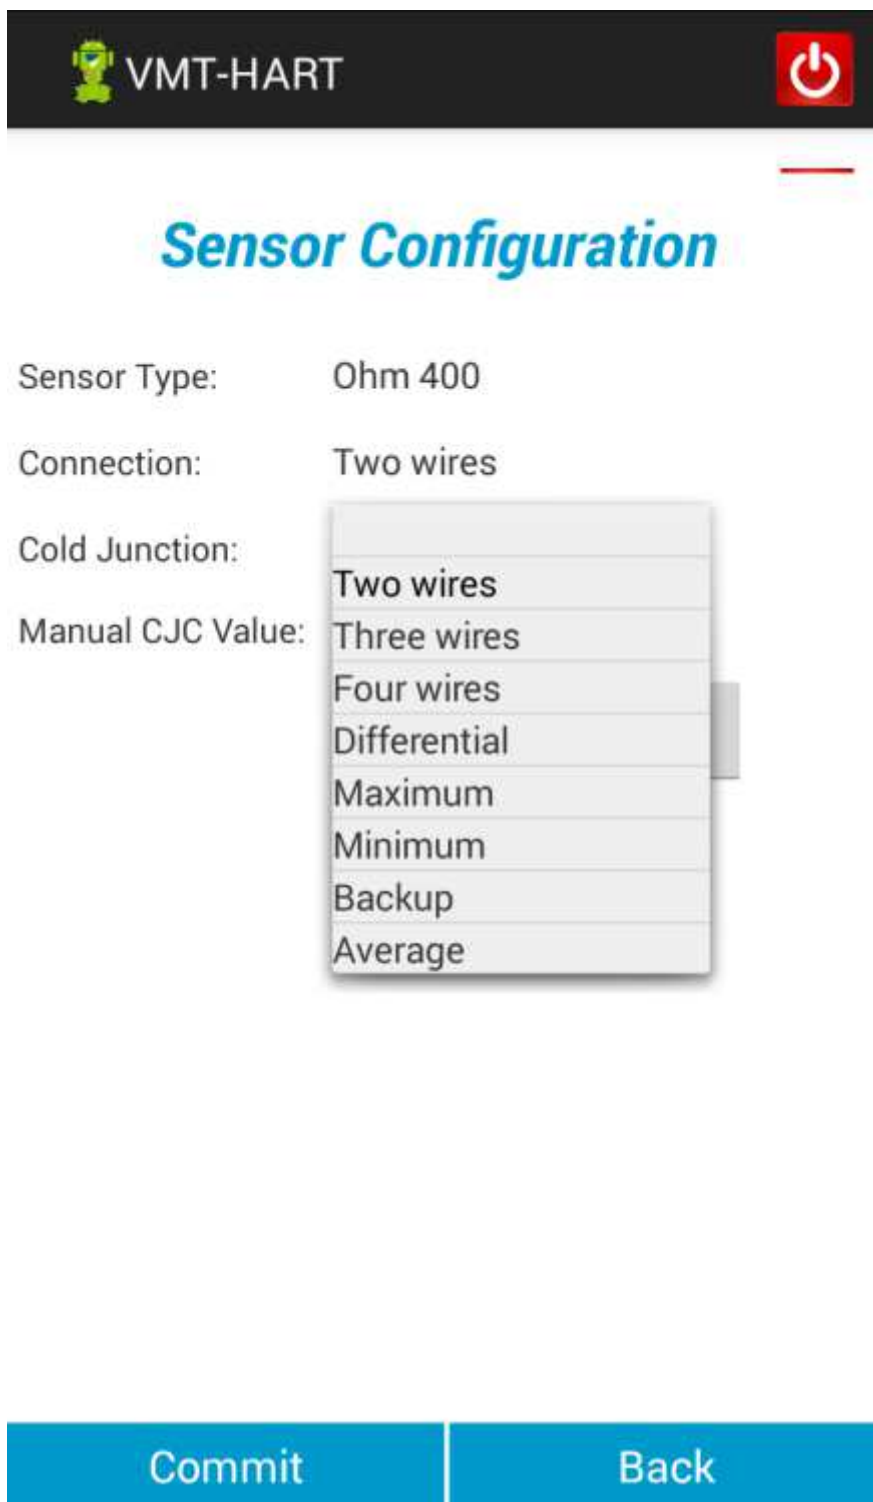 VMT-HART
Sensor Configuration
Sensor Type: Ohm 400
Connection: Two wires
Cold Junction:
Two wires
Manual CJC Value:
Three wires
Four wires
Differential
Maximum
Minimum
Backup
Average
Commit Back